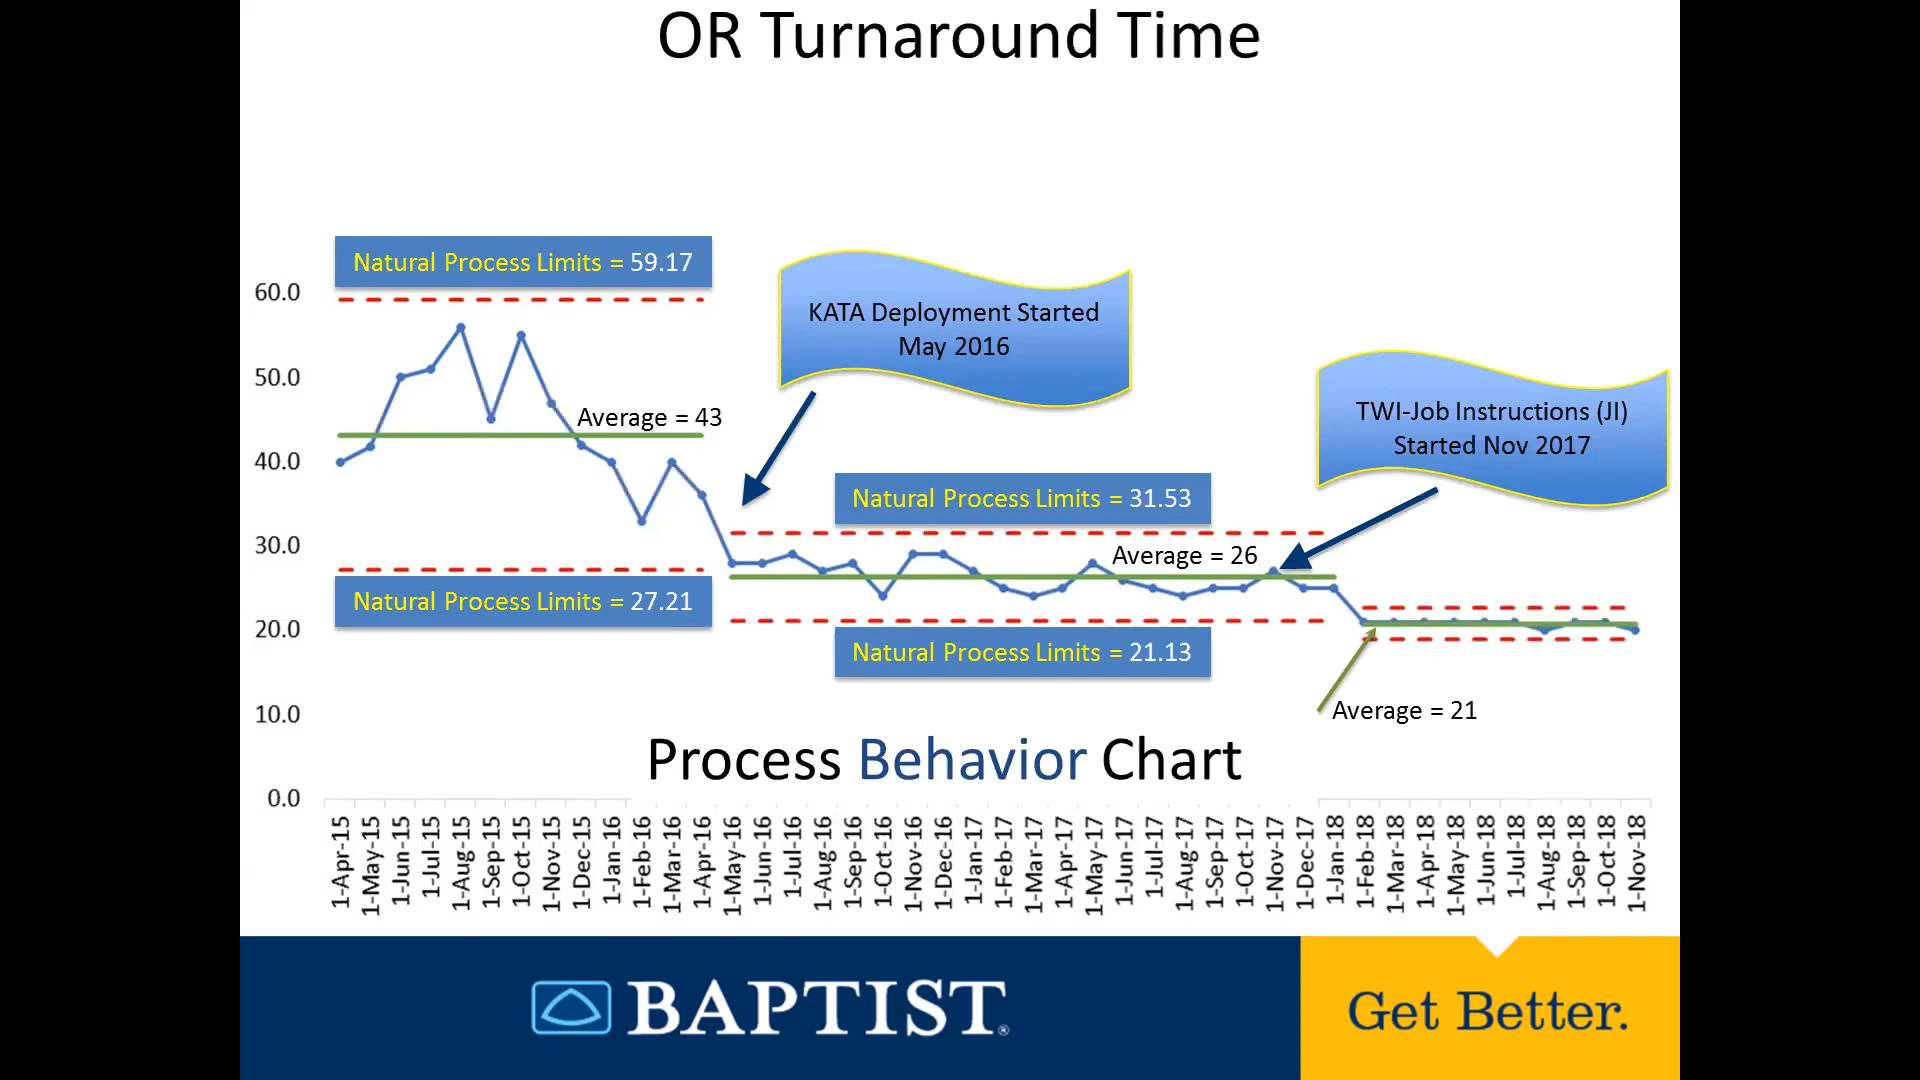 OR Turnaround Time
Natural Process Limits = 59.17
KATA Deployment Started
May 2016
TWI-Job Instructions (JI)
Started Nov 2017
Average = 43
Natural Process Limits = 31.53
Average = 26
Natural Process Limits = 27.21
Natural Process Limits = 21.13
Average = 21
60.0
50.0
40.0
30.0
20.0
10.0
0.0
Process Behavior Chart
1-Apr-15
1-May-15
1-Jun-15
1-Jul-15
1-Aug-15
1-Sep-15
1-Oct-15
1-Nov-15
1-Dec-15
1-Jan-16
1-Feb-16
1-Mar-16
1-Apr-16
1-May-16
1-Jun-16
1-Jul-16
1-Aug-16
1-Sep-16
1-Oct-16
1-Nov-16
1-Dec-16
1-Jan-17
1-Feb-17
1-Mar-17
1-Apr-17
1-May-17
1-Jun-17
1-Jul-17
1-Aug-17
1-Sep-17
1-Oct-17
1-Nov-17
1-Dec-17
1-Jan-18
1-Feb-18
1-Mar-18
1-Apr-18
1-May-18
1-Jun-18
1-Jul-18
1-Aug-18
1-Sep-18
1-Oct-18
1-Nov-18
BAPTIST®
Get Better.